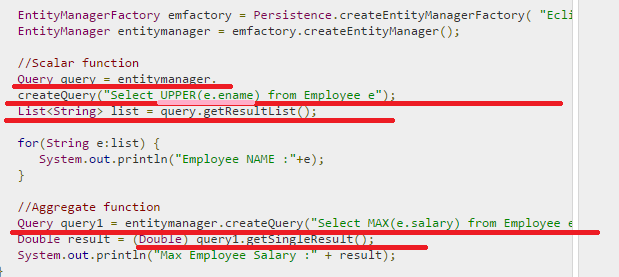 EntityManagerFactory emfactory = Persistence.createEntityManagerFactory( "Ecli
EntityManager entitymanager = emfactory.createEntityManager();
//Scalar function
Query query = entitymanager.
createQuery("Select UPPER(e.ename) from Employee e");
List<String> list = query.getResultList();
for(String e:list) {
System.out.println("Employee NAME :"+e);
}
//Aggregate function
Query query1 = entitymanager.createQuery("Select MAX(e.salary) from Employee e
Double result = (Double) query1.getSingleResult();
System.out.println("Max Employee Salary :" + result);
}